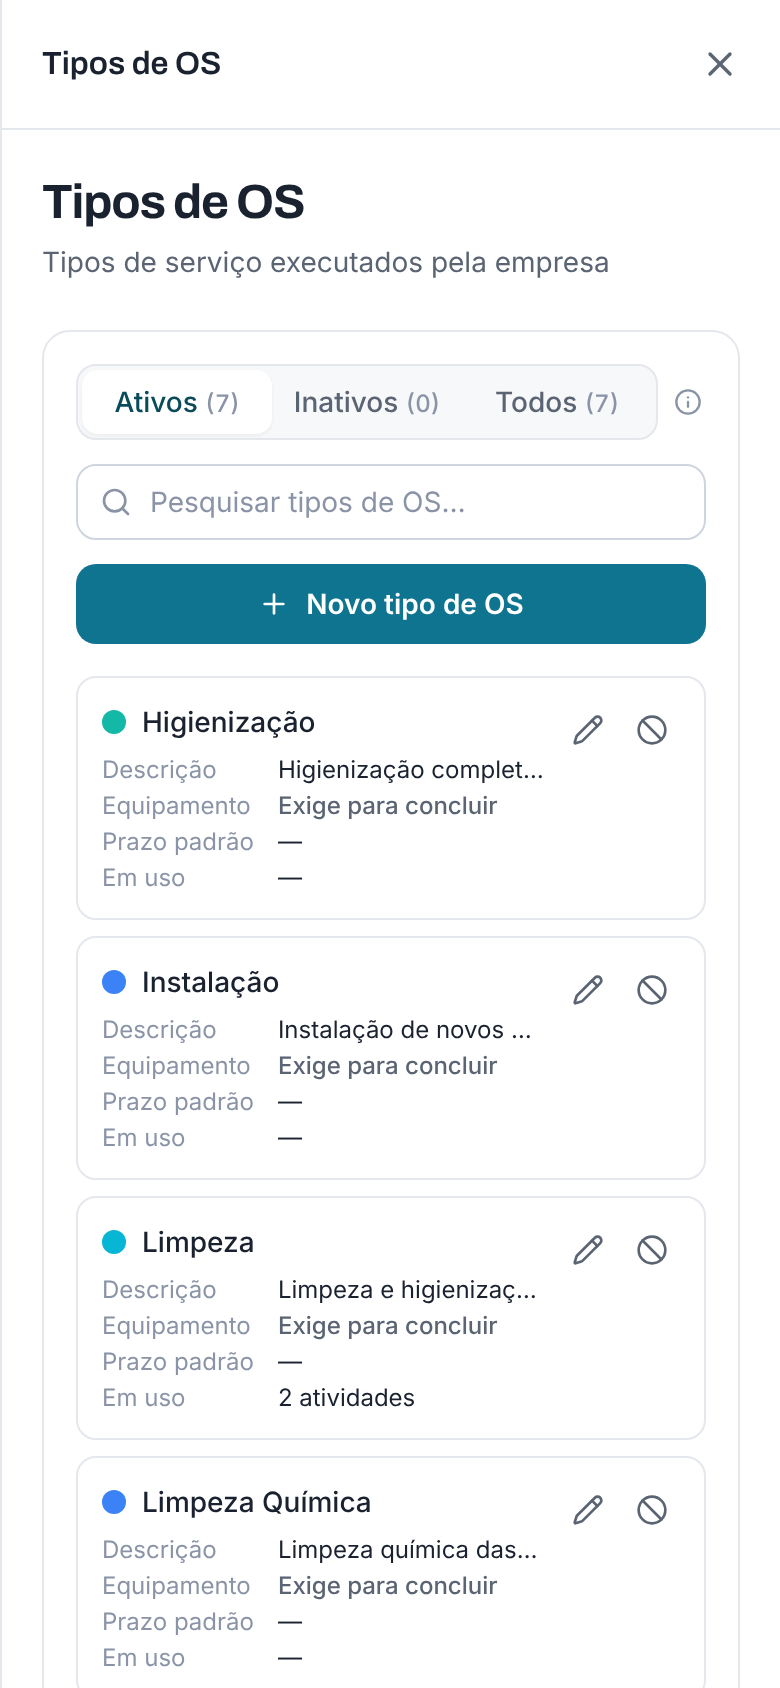 Tipos de OS
Tipos de OS
Tipos de serviço executados pela empresa
Ativos (7) Inativos (0) Todos (7)
Pesquisar tipos de OS...
Novo tipo de OS
Higienização
Descrição Higienização complet...
Equipamento Exige para concluir
Prazo padrão —
Em uso —
Instalação
Descrição Instalação de novos ...
Equipamento Exige para concluir
Prazo padrão —
Em uso —
Limpeza
Descrição Limpeza e higienizaç...
Equipamento Exige para concluir
Prazo padrão —
Em uso 2 atividades
Limpeza Química
Descrição Limpeza química das...
Equipamento Exige para concluir
Prazo padrão —
Em uso —